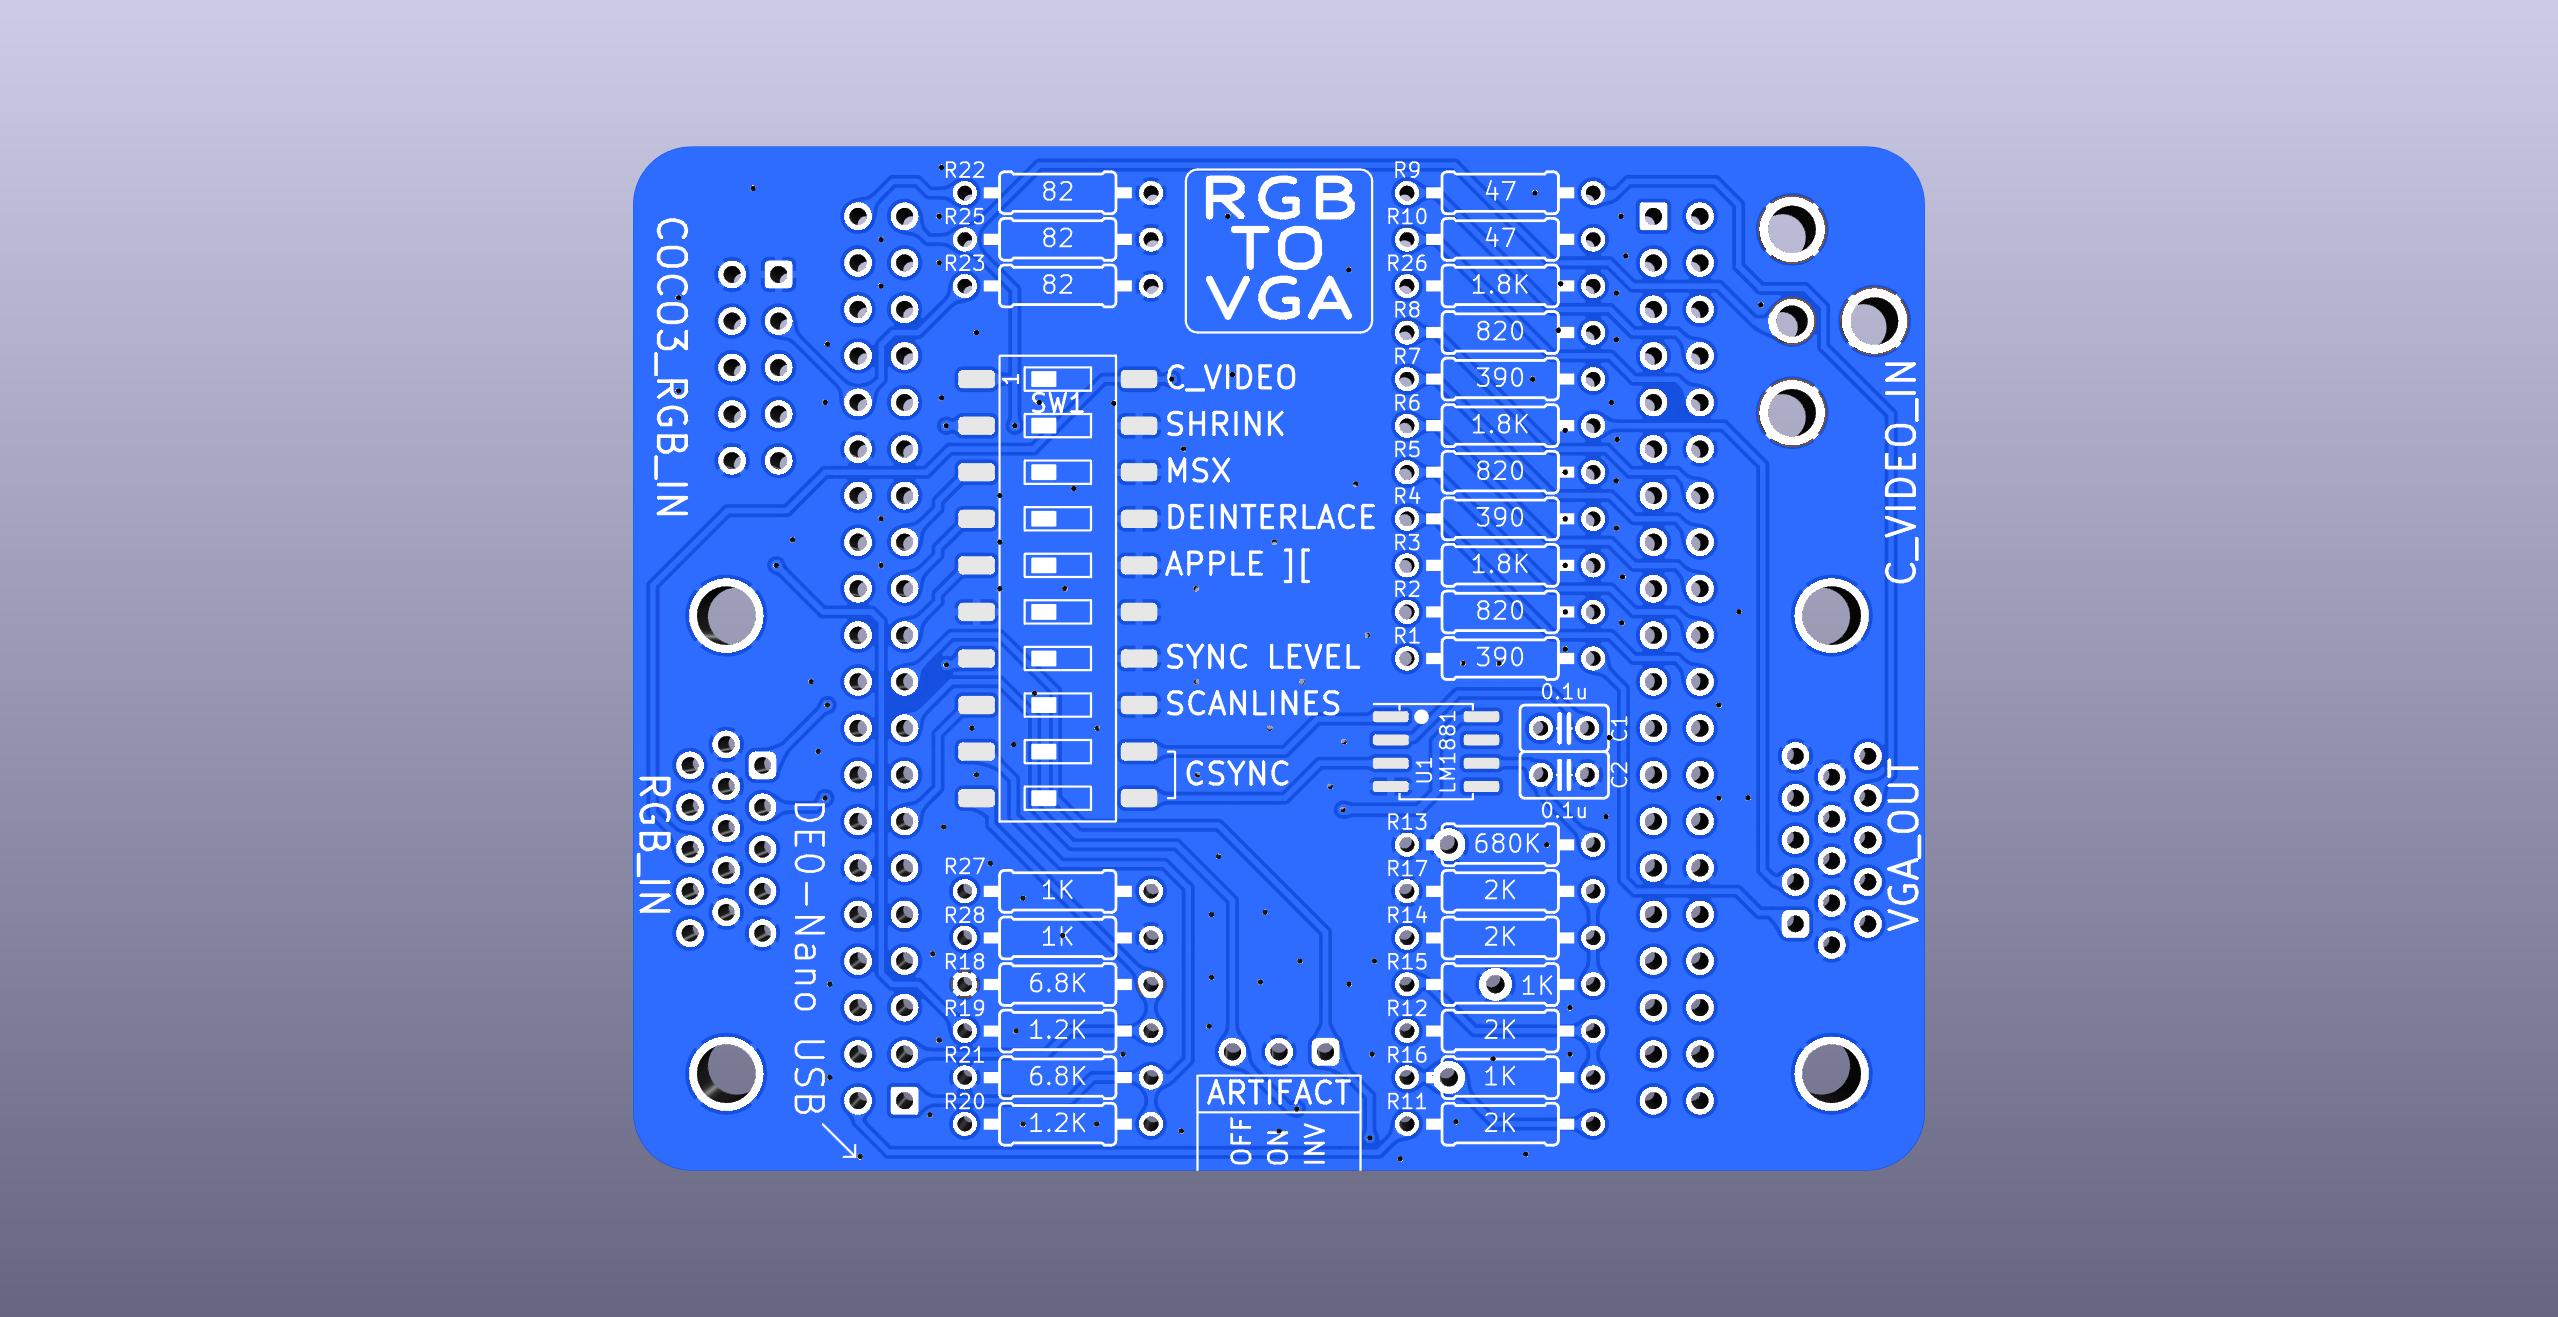 RGB
TO
VGA
COCO3_RGB_IN
RGB_IN
DE0-Nano USB
R22
82
R25
82
R23
82
1
SW1
C_VIDEO
SHRINK
MSX
DEINTERLACE
APPLE ][
SYNC LEVEL
SCANLINES
CSYNC
R27
1K
R28
1K
R18
6.8K
R19
1.2K
R21
6.8K
R20
1.2K
ARTIFACT
OFF
ON
INV
R9
47
R10
47
R26
1.8K
R8
820
R7
390
R6
1.8K
R5
820
R4
390
R3
1.8K
R2
820
R1
390
U1
LM1881
0.1u
C1
C2
0.1u
R13
680K
R17
2K
R14
2K
R15
1K
R12
2K
R16
1K
R11
2K
C_VIDEO_IN
VGA_OUT